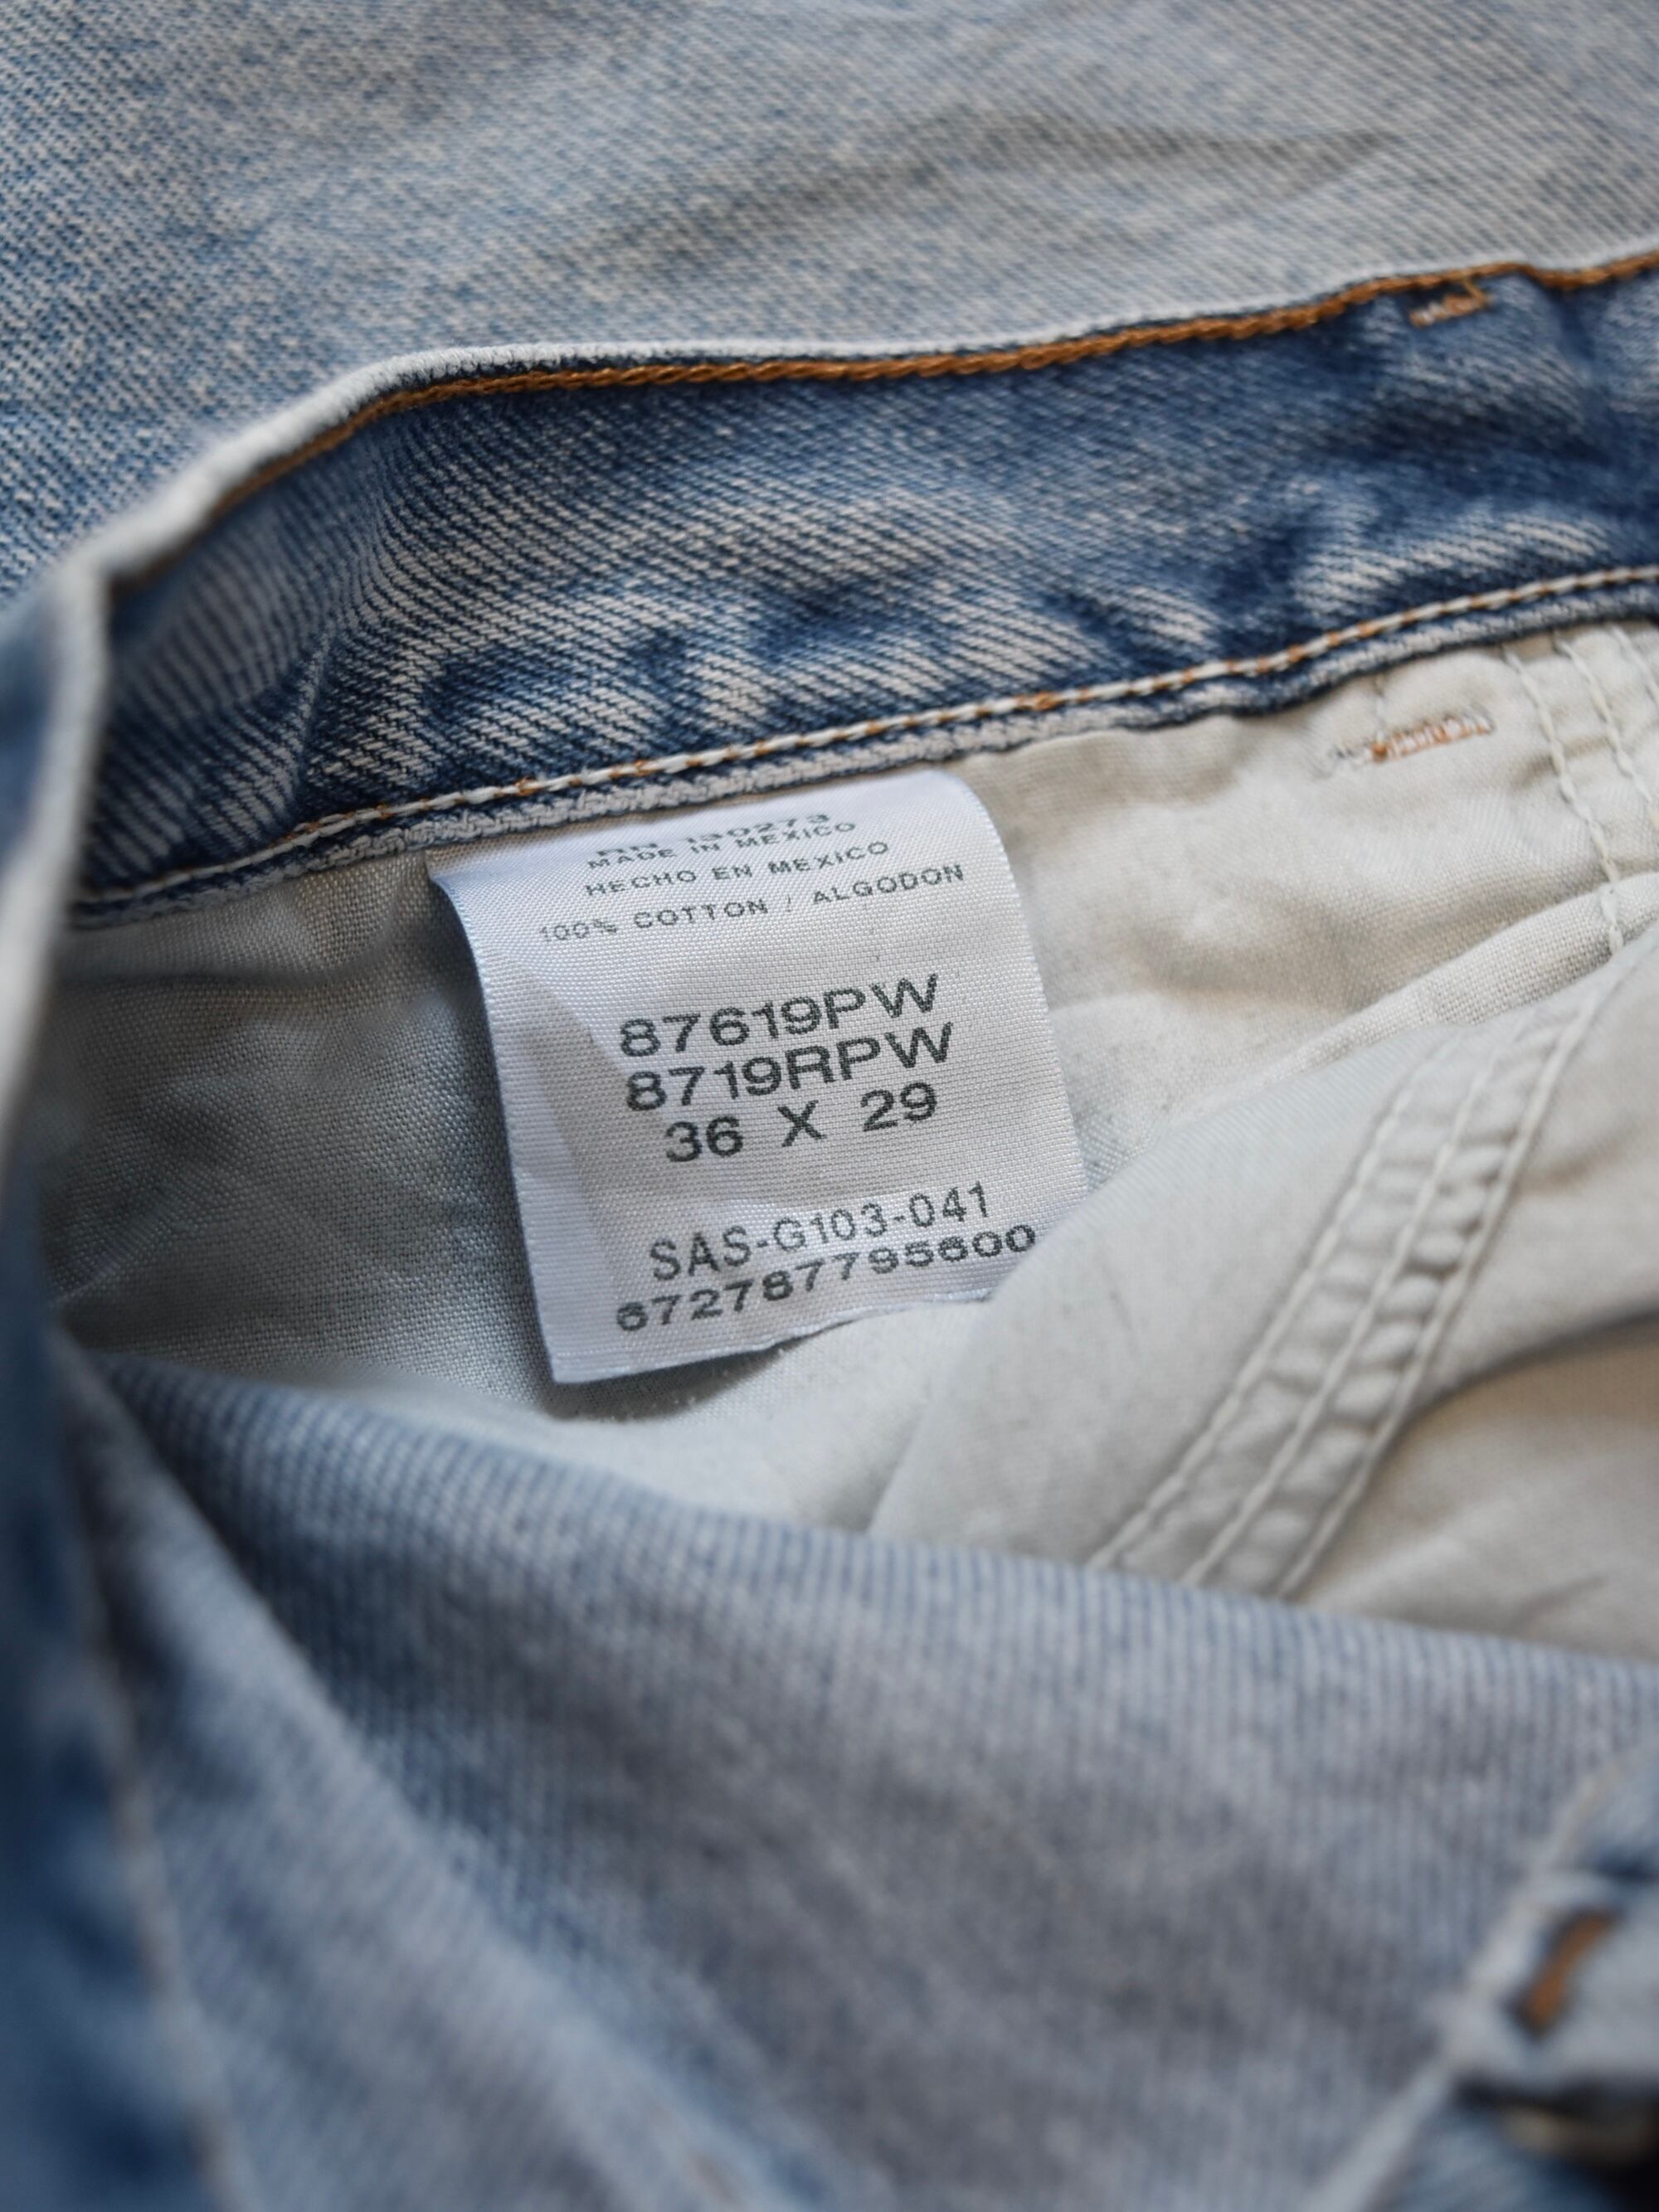 RN 130273
MADE IN MEXICO
HECHO EN MEXICO
100% COTTON / ALGODON
87619PW
8719RPW
36 X 29
SAS-G103-041
672787795600